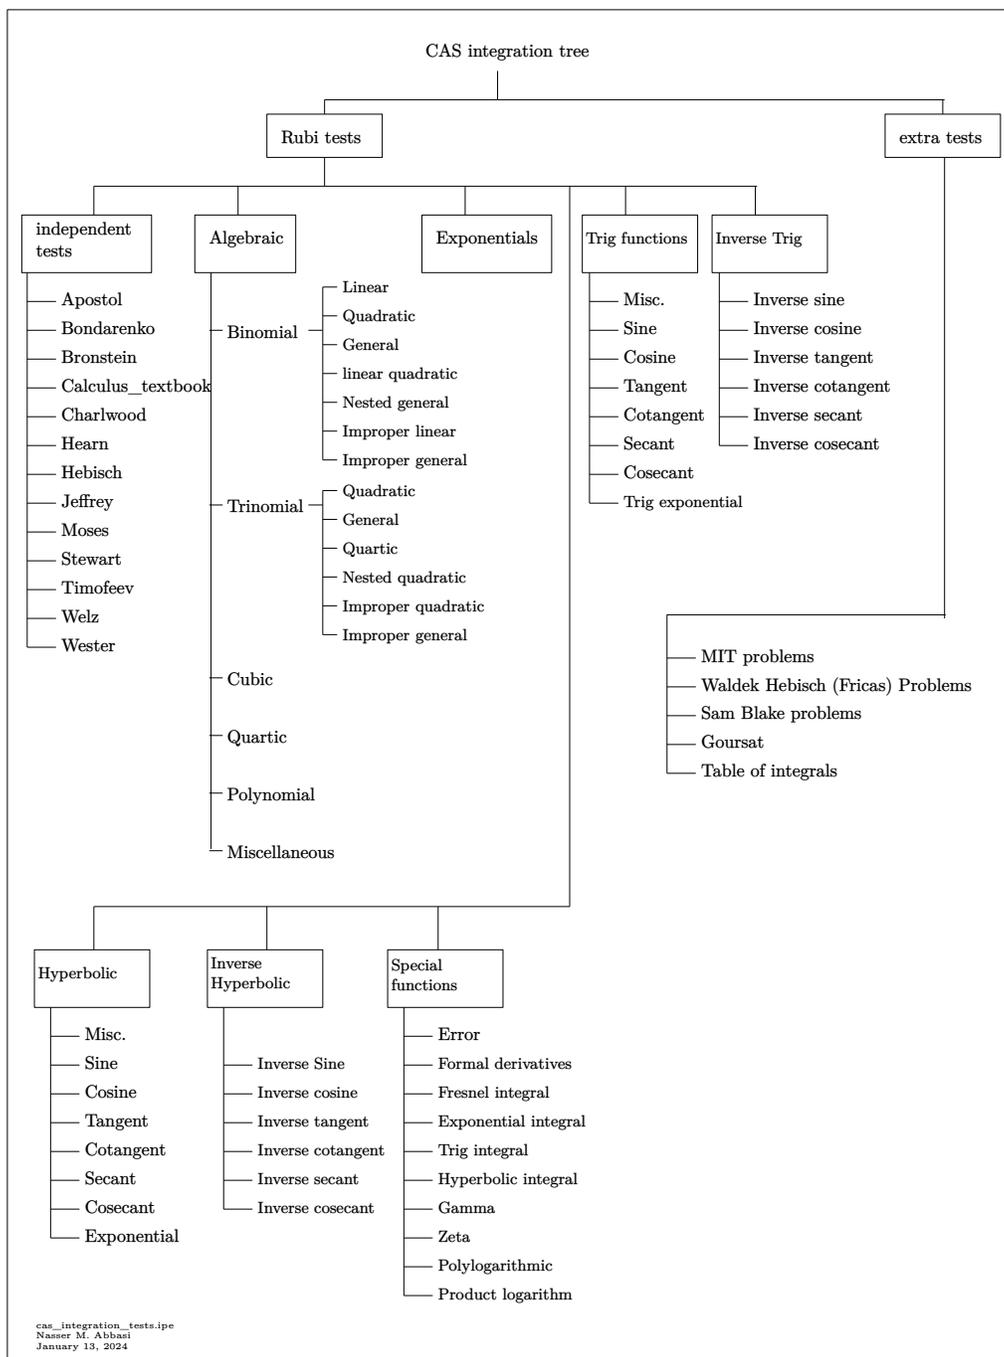 CAS integration tree
Rubi tests
extra tests
independent
tests
Apostol
Bondarenko
Bronstein
Calculus_textbook
Charlwood
Hearn
Hebisch
Jeffrey
Moses
Stewart
Timofeev
Welz
Wester
Algebraic
Binomial
Linear
Quadratic
General
linear quadratic
Nested general
Improper linear
Improper general
Trinomial
Quadratic
General
Quartic
Nested quadratic
Improper quadratic
Improper general
Cubic
Quartic
Polynomial
Miscellaneous
Exponentials
Trig functions
Misc.
Sine
Cosine
Tangent
Cotangent
Secant
Cosecant
Trig exponential
Inverse Trig
Inverse sine
Inverse cosine
Inverse tangent
Inverse cotangent
Inverse secant
Inverse cosecant
MIT problems
Waldek Hebisch (Fricas) Problems
Sam Blake problems
Goursat
Table of integrals
Hyperbolic
Misc.
Sine
Cosine
Tangent
Cotangent
Secant
Cosecant
Exponential
Inverse
Hyperbolic
Inverse Sine
Inverse cosine
Inverse tangent
Inverse cotangent
Inverse secant
Inverse cosecant
Special
functions
Error
Formal derivatives
Fresnel integral
Exponential integral
Trig integral
Hyperbolic integral
Gamma
Zeta
Polylogarithmic
Product logarithm
cas_integration_tests.ipe
Nasser M. Abbasi
January 13, 2024